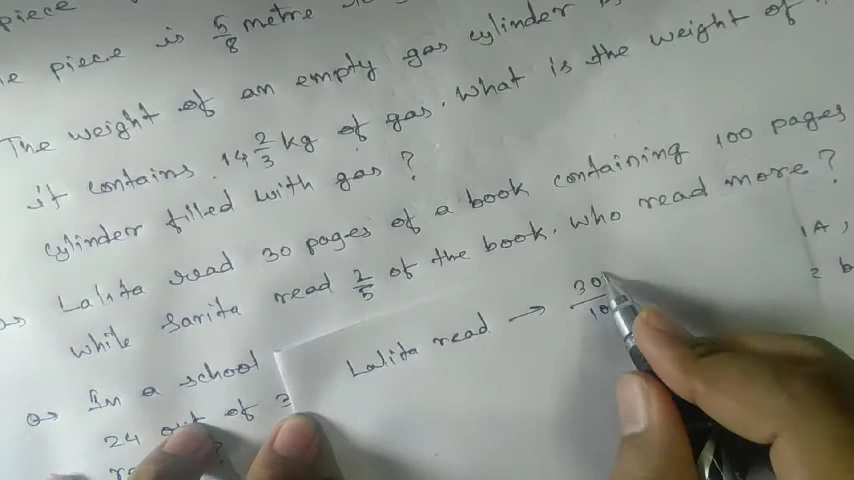 piece
piece is 5/8 metre
The weight of an empty gas cylinder
it contains 14 2/3 kg of gas. What is the weight of
cylinder filled with gas ?
Lalita read 30 pages of a book containing 100 pages
while Sarita read 2/5 of the book. Who read more ?
Q→ In a school
24 out of 3
Lalita read → 30/10
1A,
2 b